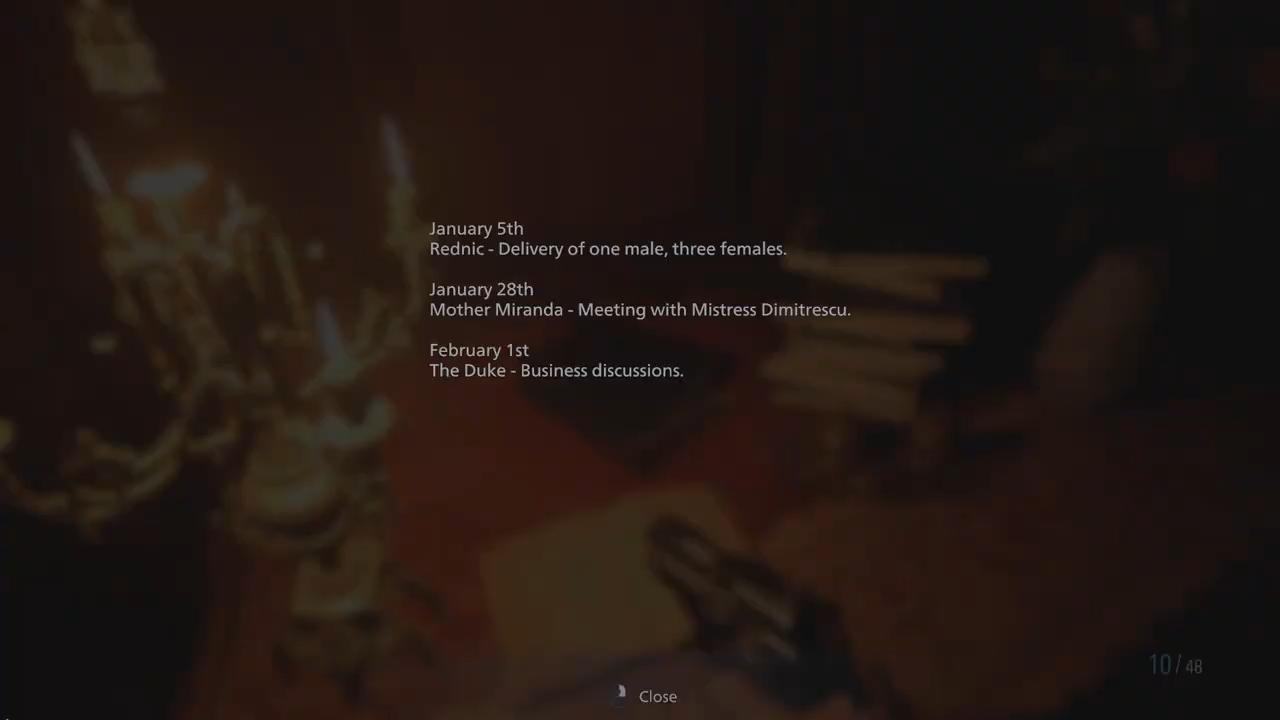 January 5th
Rednic - Delivery of one male, three females.
January 28th
Mother Miranda - Meeting with Mistress Dimitrescu.
February 1st
The Duke - Business discussions.
10/48
Close